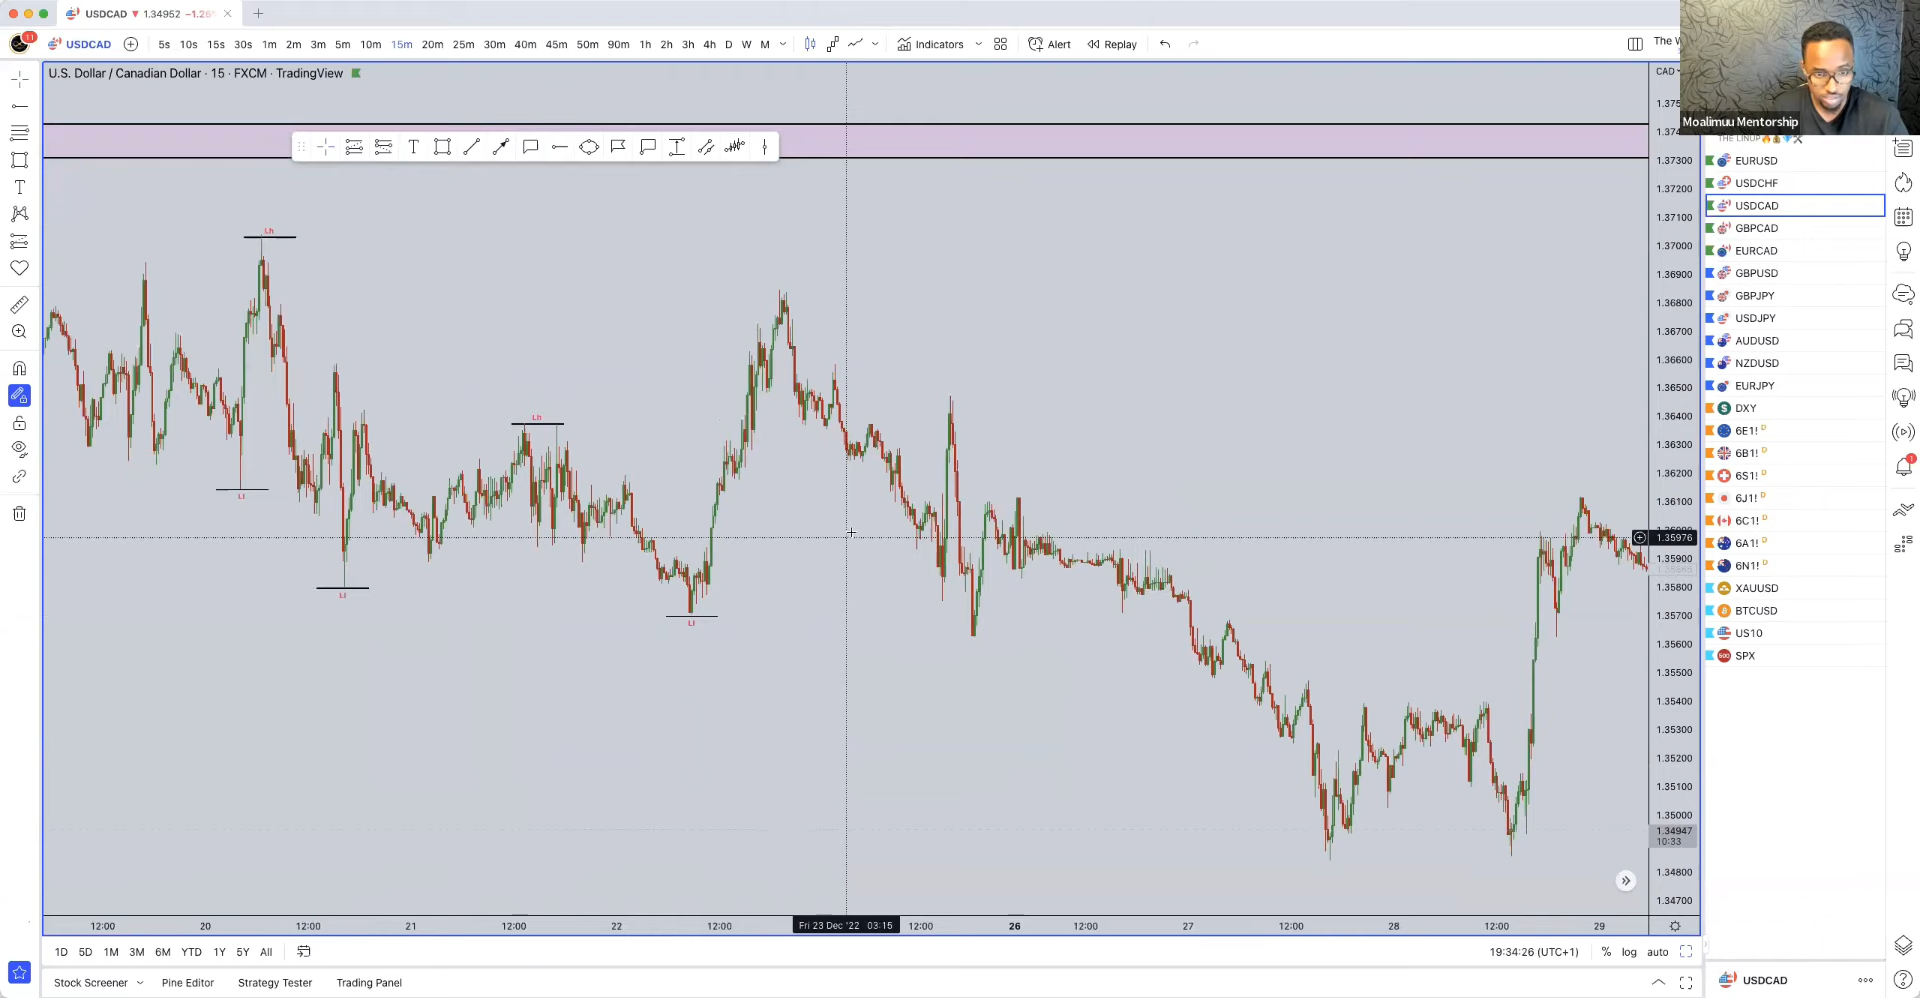 USDCAD ▼ 1.34952 −1.26
11
USDCAD 5s 10s 15s 30s 1m 2m 3m 5m 10m 15m 20m 25m 30m 40m 45m 50m 90m 1h 2h 3h 4h D W M Indicators Alert Replay The W
U.S. Dollar / Canadian Dollar · 15 · FXCM · TradingView
CAD
Moalimuu Mentorship
THE LINUP
EURUSD
USDCHF
USDCAD
GBPCAD
EURCAD
GBPUSD
GBPJPY
USDJPY
AUDUSD
NZDUSD
EURJPY
DXY
6E1! D
6B1! D
6S1! D
6J1! D
6C1! D
6A1! D
6N1! D
XAUUSD
BTCUSD
US10
SPX
1.37300
1.37200
1.37100
1.37000
1.36900
1.36800
1.36700
1.36600
1.36500
1.36400
1.36300
1.36200
1.36100
1.35976
1.35900
1.35800
1.35700
1.35600
1.35500
1.35400
1.35300
1.35200
1.35100
1.35000
1.34947
10:33
1.34800
1.34700
Lh
Ll
Ll
Lh
Ll
12:00 20 12:00 21 12:00 22 12:00 Fri 23 Dec '22 03:15 12:00 26 12:00 27 12:00 28 12:00 29
1D 5D 1M 3M 6M YTD 1Y 5Y All 19:34:26 (UTC+1) % log auto
Stock Screener Pine Editor Strategy Tester Trading Panel
USDCAD
1